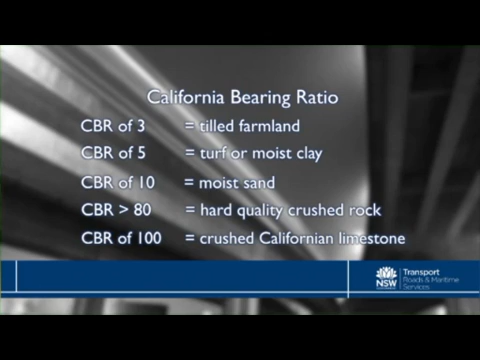 California Bearing Ratio
CBR of 3 = tilled farmland
CBR of 5 = turf or moist clay
CBR of 10 = moist sand
CBR > 80 = hard quality crushed rock
CBR of 100 = crushed Californian limestone
NSW
Transport
Roads & Maritime
Services